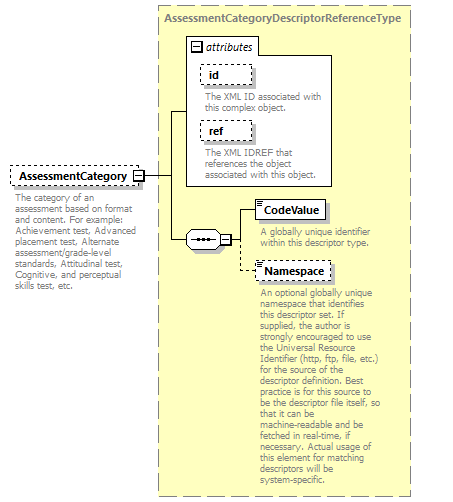 AssessmentCategoryDescriptorReferenceType
attributes
id
The XML ID associated with
this complex object.
ref
The XML IDREF that
references the object
associated with this object.
AssessmentCategory
The category of an
assessment based on format
and content. For example:
Achievement test, Advanced
placement test, Alternate
assessment/grade-level
standards, Attitudinal test,
Cognitive, and perceptual
skills test, etc.
CodeValue
A globally unique identifier
within this descriptor type.
Namespace
An optional globally unique
namespace that identifies
this descriptor set. If
supplied, the author is
strongly encouraged to use
the Universal Resource
Identifier (http, ftp, file, etc.)
for the source of the
descriptor definition. Best
practice is for this source to
be the descriptor file itself, so
that it can be
machine-readable and be
fetched in real-time, if
necessary. Actual usage of
this element for matching
descriptors will be
system-specific.